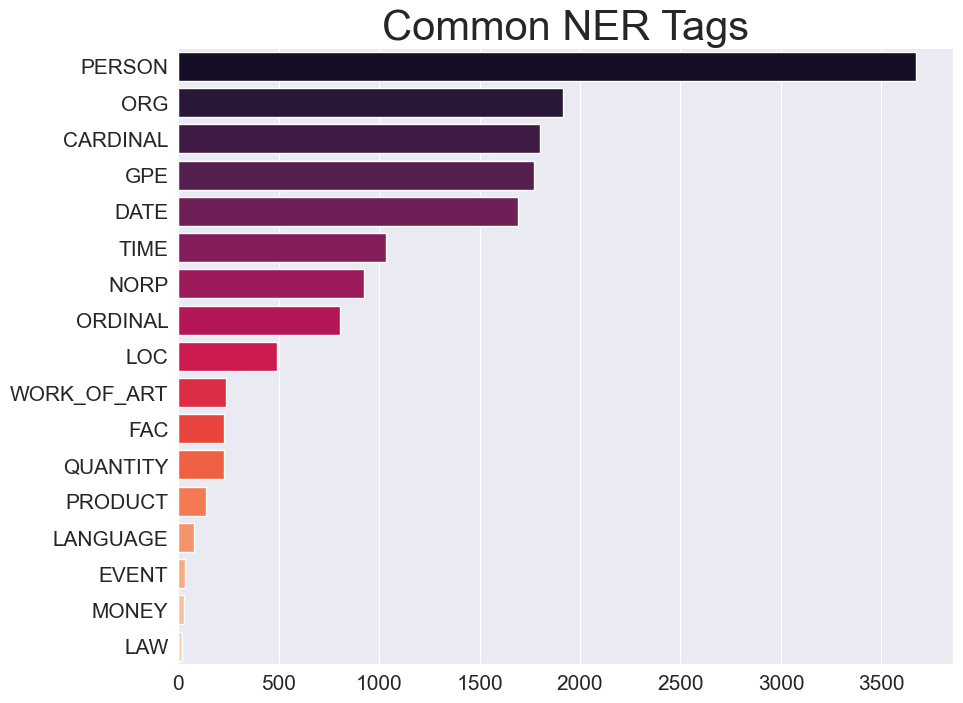 Common NER Tags
PERSON
ORG
CARDINAL
GPE
DATE
TIME
NORP
ORDINAL
LOC
WORK_OF_ART
FAC
QUANTITY
PRODUCT
LANGUAGE
EVENT
MONEY
LAW
0 500 1000 1500 2000 2500 3000 3500